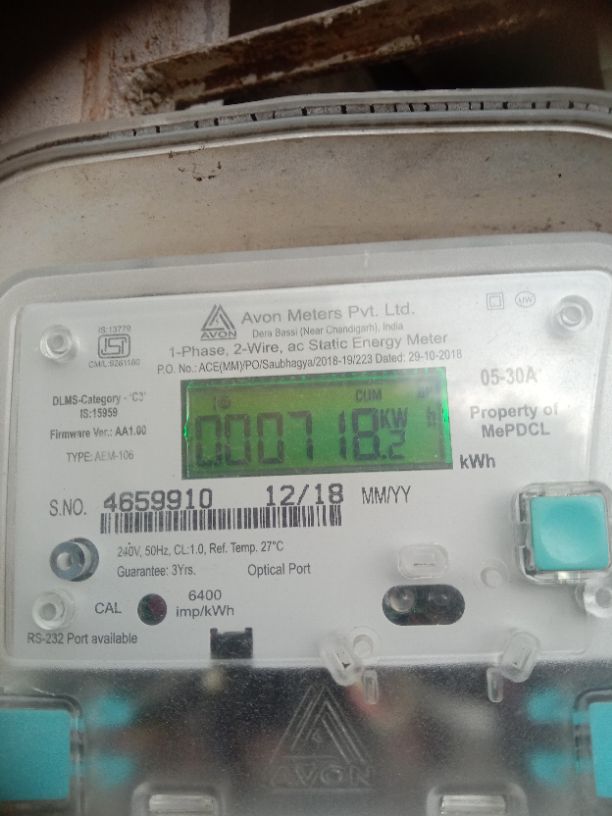 Avon Meters Pvt. Ltd.
AVON
Dera Bassi (Near Chandigarh), India
IS:13779
ISI
1-Phase, 2-Wire, ac Static Energy Meter
P.O. No.: ACE(MM)/PO/Saubhagya/2018-19/223 Dated: 29-10-2018
DLMS-Category - 'C3'
IS:15959
Firmware Ver.: AA1.00
TYPE: AEM-106
CUM
000718.2 KW h
kWh
05-30A
Property of
MePDCL
S.NO. 4659910 12/18 MM/YY
240V, 50Hz, CL:1.0, Ref. Temp. 27°C
Guarantee: 3Yrs. Optical Port
CAL 6400
imp/kWh
RS-232 Port available
AVON